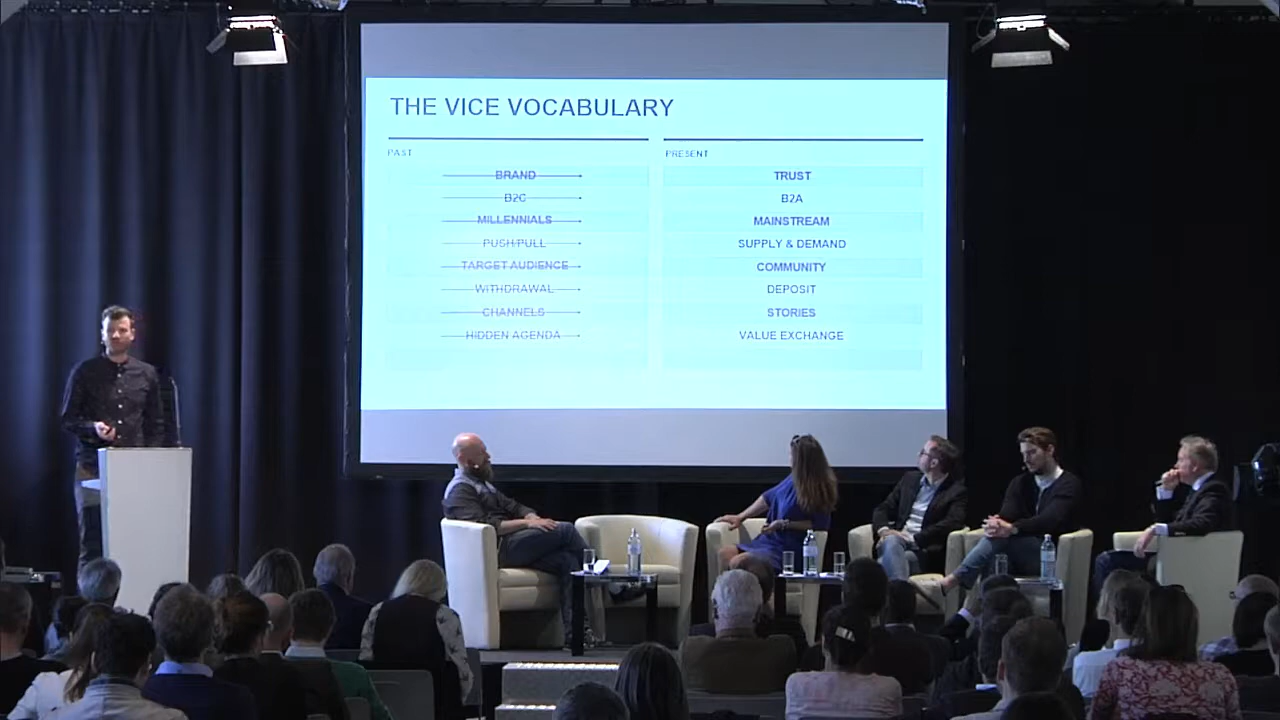 THE VICE VOCABULARY
PAST PRESENT
BRAND TRUST
B2C B2A
MILLENNIALS MAINSTREAM
PUSH/PULL SUPPLY & DEMAND
TARGET AUDIENCE COMMUNITY
WITHDRAWAL DEPOSIT
CHANNELS STORIES
HIDDEN AGENDA VALUE EXCHANGE